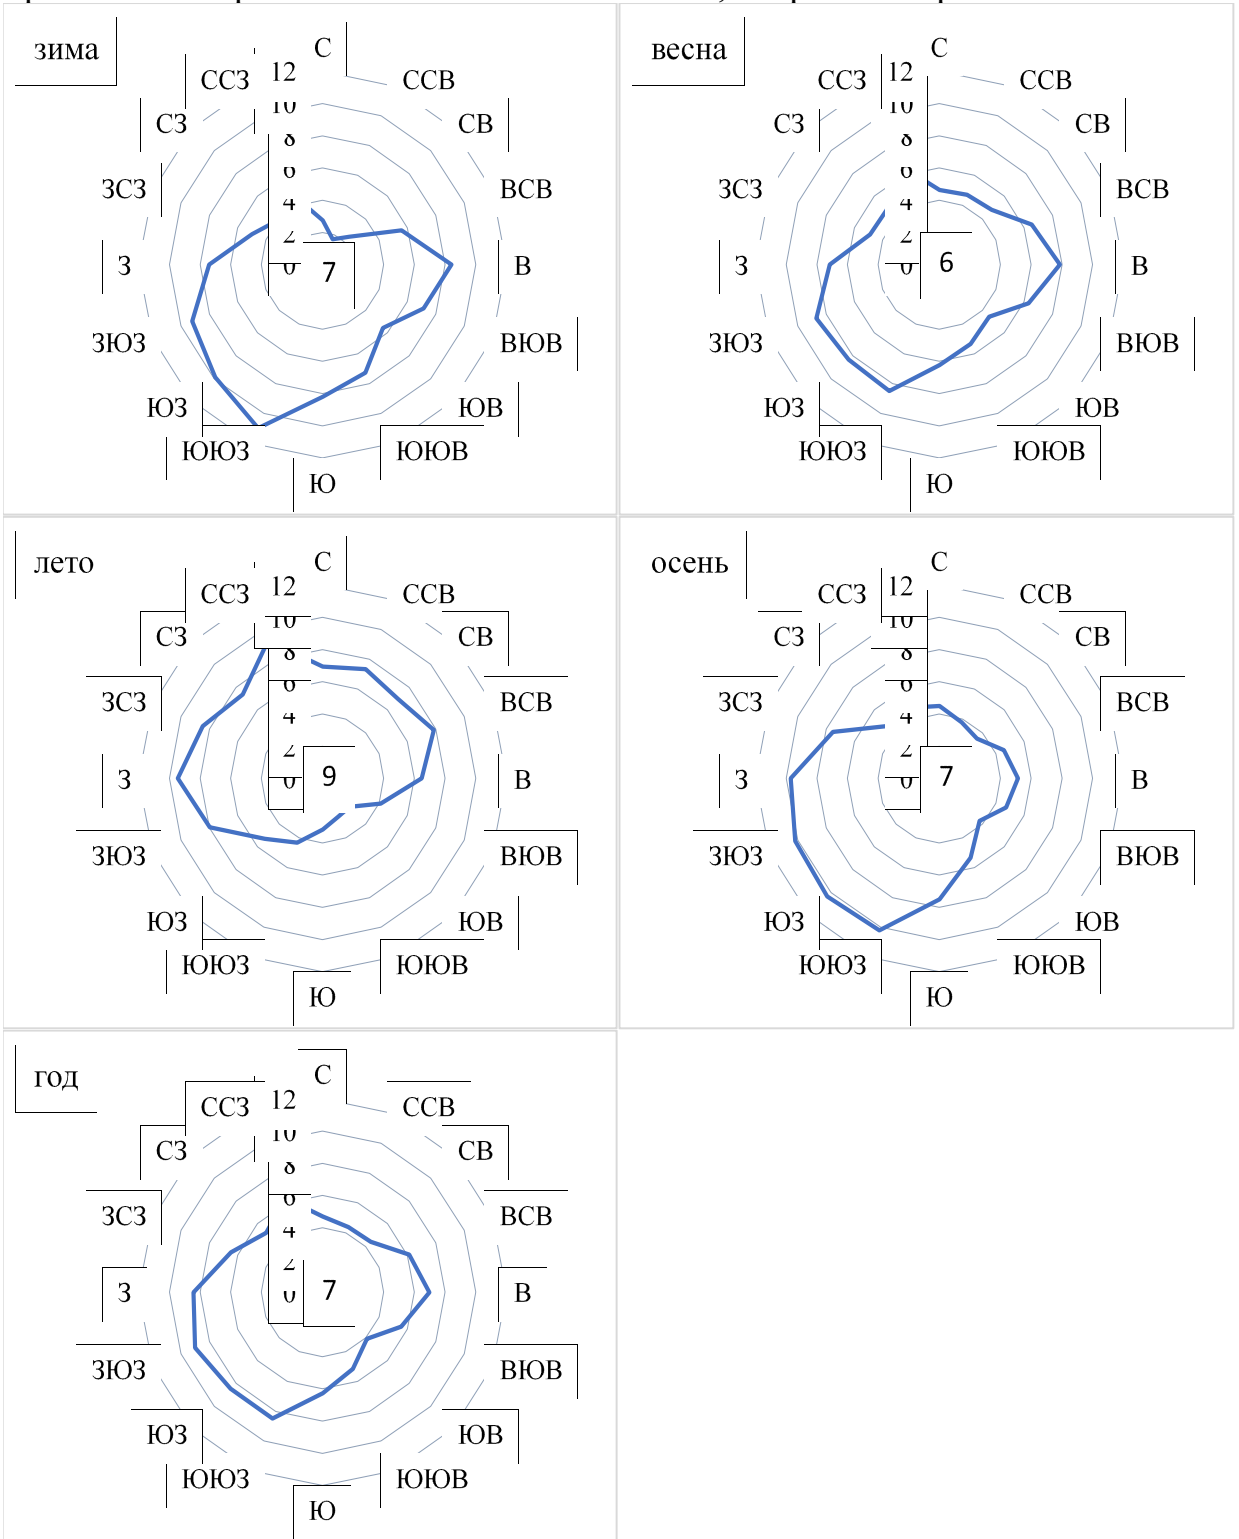 зима
С
ССЗ 12 ССВ
10
СЗ 8 СВ
6
ЗСЗ 4 ВСВ
2
З 0 7 В
ЗЮЗ ВЮВ
ЮЗ ЮВ
ЮЮЗ ЮЮВ
Ю
весна
С
ССЗ 12 ССВ
10
СЗ 8 СВ
6
ЗСЗ 4 ВСВ
2
З 0 6 В
ЗЮЗ ВЮВ
ЮЗ ЮВ
ЮЮЗ ЮЮВ
Ю
лето
С
ССЗ 12 ССВ
10
СЗ 8 СВ
6
ЗСЗ 4 ВСВ
2
З 0 9 В
ЗЮЗ ВЮВ
ЮЗ ЮВ
ЮЮЗ ЮЮВ
Ю
осень
С
ССЗ 12 ССВ
10
СЗ 8 СВ
6
ЗСЗ 4 ВСВ
2
З 0 7 В
ЗЮЗ ВЮВ
ЮЗ ЮВ
ЮЮЗ ЮЮВ
Ю
год
С
ССЗ 12 ССВ
10
СЗ 8 СВ
6
ЗСЗ 4 ВСВ
2
З 0 7 В
ЗЮЗ ВЮВ
ЮЗ ЮВ
ЮЮЗ ЮЮВ
Ю